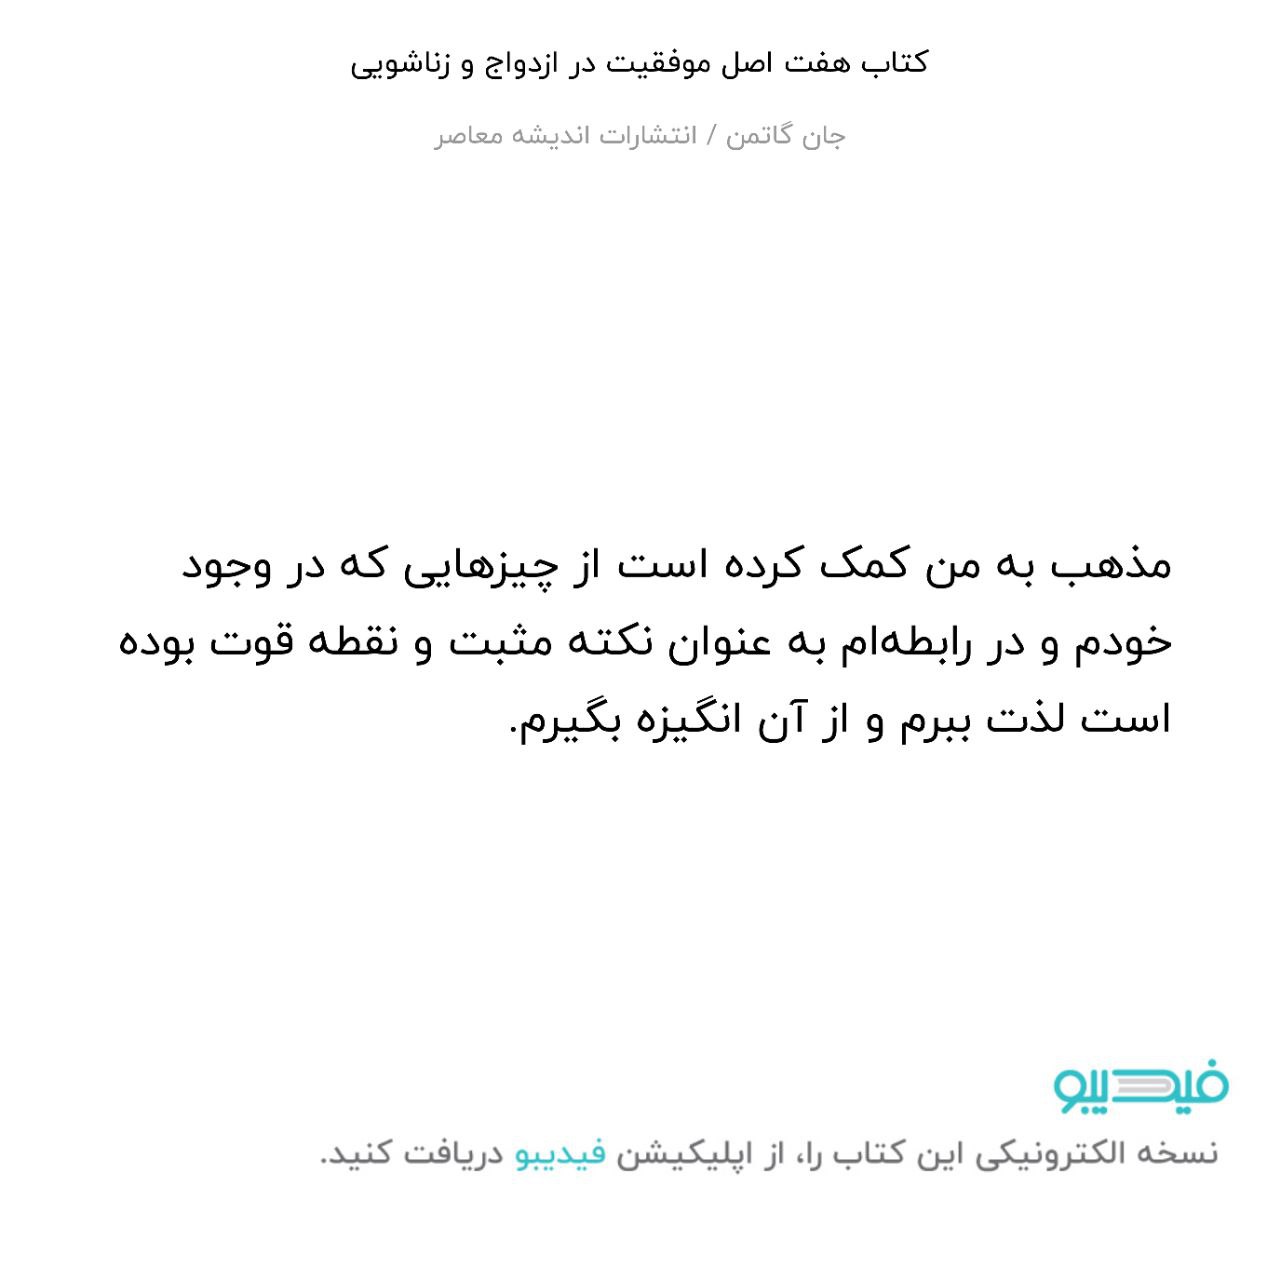 کتاب هفت اصل موفقیت در ازدواج و زناشویی
جان گاتمن / انتشارات اندیشه معاصر
مذهب به من کمک کرده است از چیزهایی که در وجود
خودم و در رابطه‌ام به عنوان نکته مثبت و نقطه قوت بوده
است لذت ببرم و از آن انگیزه بگیرم.
فیدیبو
نسخه الکترونیکی این کتاب را، از اپلیکیشن فیدیبو دریافت کنید.